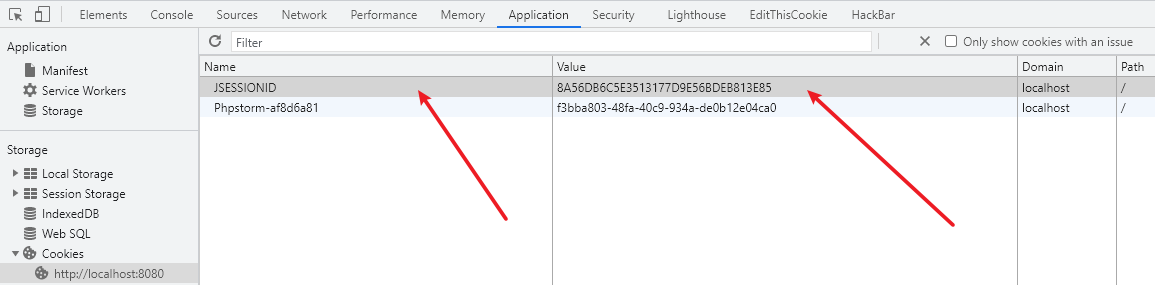 Elements Console Sources Network Performance Memory Application Security Lighthouse EditThisCookie HackBar
Application
Manifest
Service Workers
Storage
Storage
Local Storage
Session Storage
IndexedDB
Web SQL
Cookies
http://localhost:8080
Filter
Only show cookies with an issue
Name Value Domain Path
JSESSIONID 8A56DB6C5E3513177D9E56BDEB813E85 localhost /
Phpstorm-af8d6a81 f3bba803-48fa-40c9-934a-de0b12e04ca0 localhost /